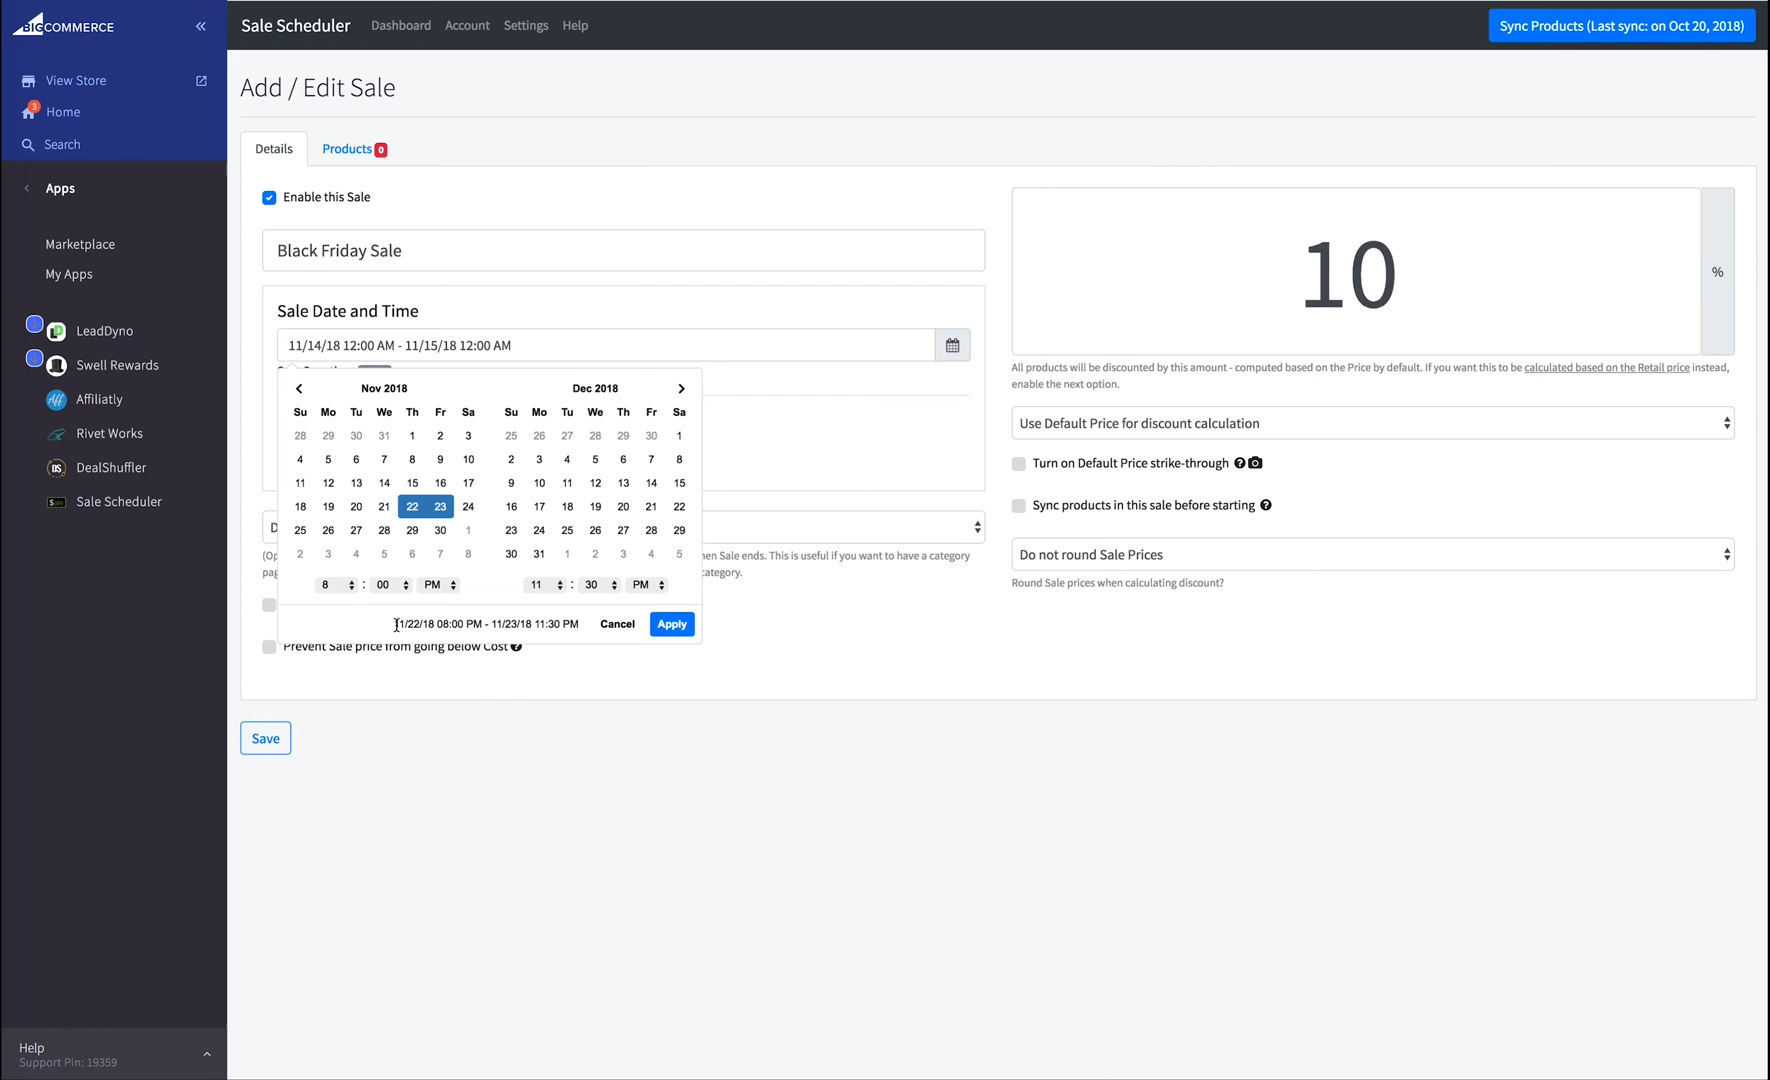 BIGCOMMERCE
Sale Scheduler Dashboard Account Settings Help
Sync Products (Last sync: on Oct 20, 2018)
View Store
3
Home
Search
Apps
Marketplace
My Apps
LeadDyno
Swell Rewards
Affiliatly
Rivet Works
DealShuffler
Sale Scheduler
Help
Support Pin: 19359
Add / Edit Sale
Details Products 0
Enable this Sale
Black Friday Sale
Sale Date and Time
11/14/18 12:00 AM - 11/15/18 12:00 AM
Nov 2018
Su Mo Tu We Th Fr Sa
28 29 30 31 1 2 3
4 5 6 7 8 9 10
11 12 13 14 15 16 17
18 19 20 21 22 23 24
25 26 27 28 29 30 1
2 3 4 5 6 7 8
8 : 00 PM
Dec 2018
Su Mo Tu We Th Fr Sa
25 26 27 28 29 30 1
2 3 4 5 6 7 8
9 10 11 12 13 14 15
16 17 18 19 20 21 22
23 24 25 26 27 28 29
30 31 1 2 3 4 5
11 : 30 PM
11/22/18 08:00 PM - 11/23/18 11:30 PM Cancel Apply
en Sale ends. This is useful if you want to have a category
category.
Prevent Sale price from going below Cost
Save
10 %
All products will be discounted by this amount - computed based on the Price by default. If you want this to be calculated based on the Retail price instead,
enable the next option.
Use Default Price for discount calculation
Turn on Default Price strike-through
Sync products in this sale before starting
Do not round Sale Prices
Round Sale prices when calculating discount?